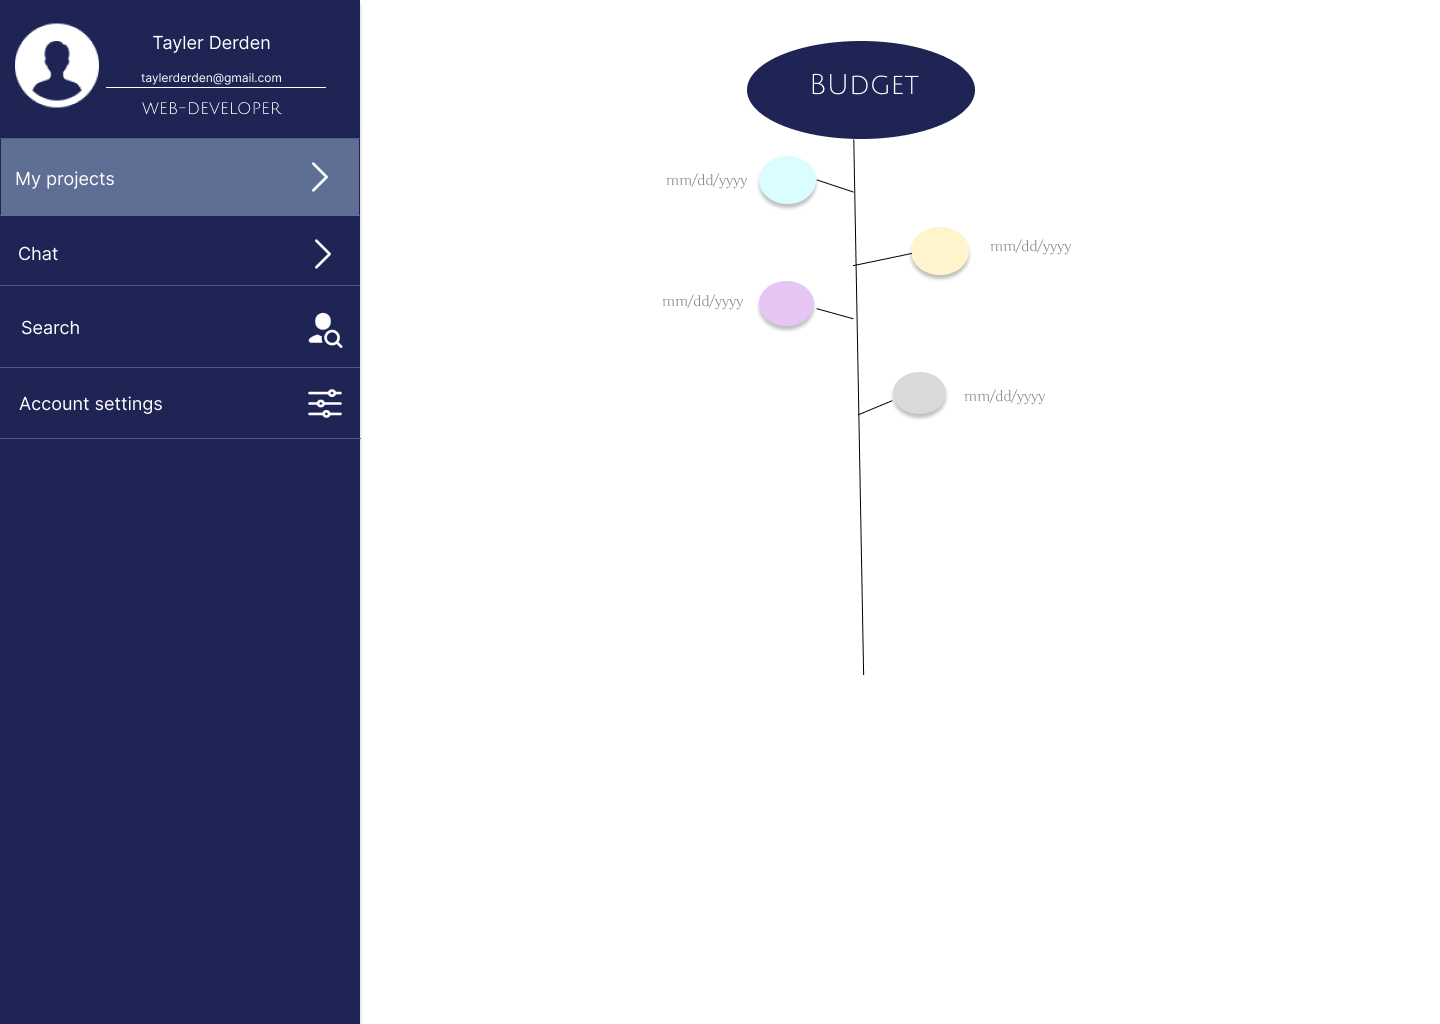 Tayler Derden
taylerderden@gmail.com
WEB-DEVELOPER
My projects
Chat
Search
Account settings
BUDGET
mm/dd/yyyy
mm/dd/yyyy
mm/dd/yyyy
mm/dd/yyyy